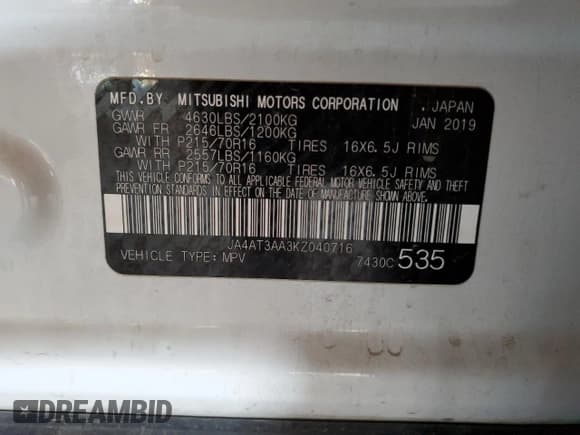 MFD.BY MITSUBISHI MOTORS CORPORATION JAPAN
GVWR 4630LBS/2100KG JAN 2019
GAWR FR 2646LBS/1200KG
WITH P215/70R16 TIRES 16X6.5J RIMS
GAWR RR 2557LBS/1160KG
WITH P215/70R16 TIRES 16X6.5J RIMS
THIS VEHICLE CONFORMS TO ALL APPLICABLE FEDERAL MOTOR VEHICLE SAFETY AND THEFT
PREVENTION STANDARDS IN EFFECT ON THE DATE OF MANUFACTURE SHOWN ABOVE.
JA4AT3AA3KZ040716
VEHICLE TYPE:MPV 7430C 535
DREAMBID